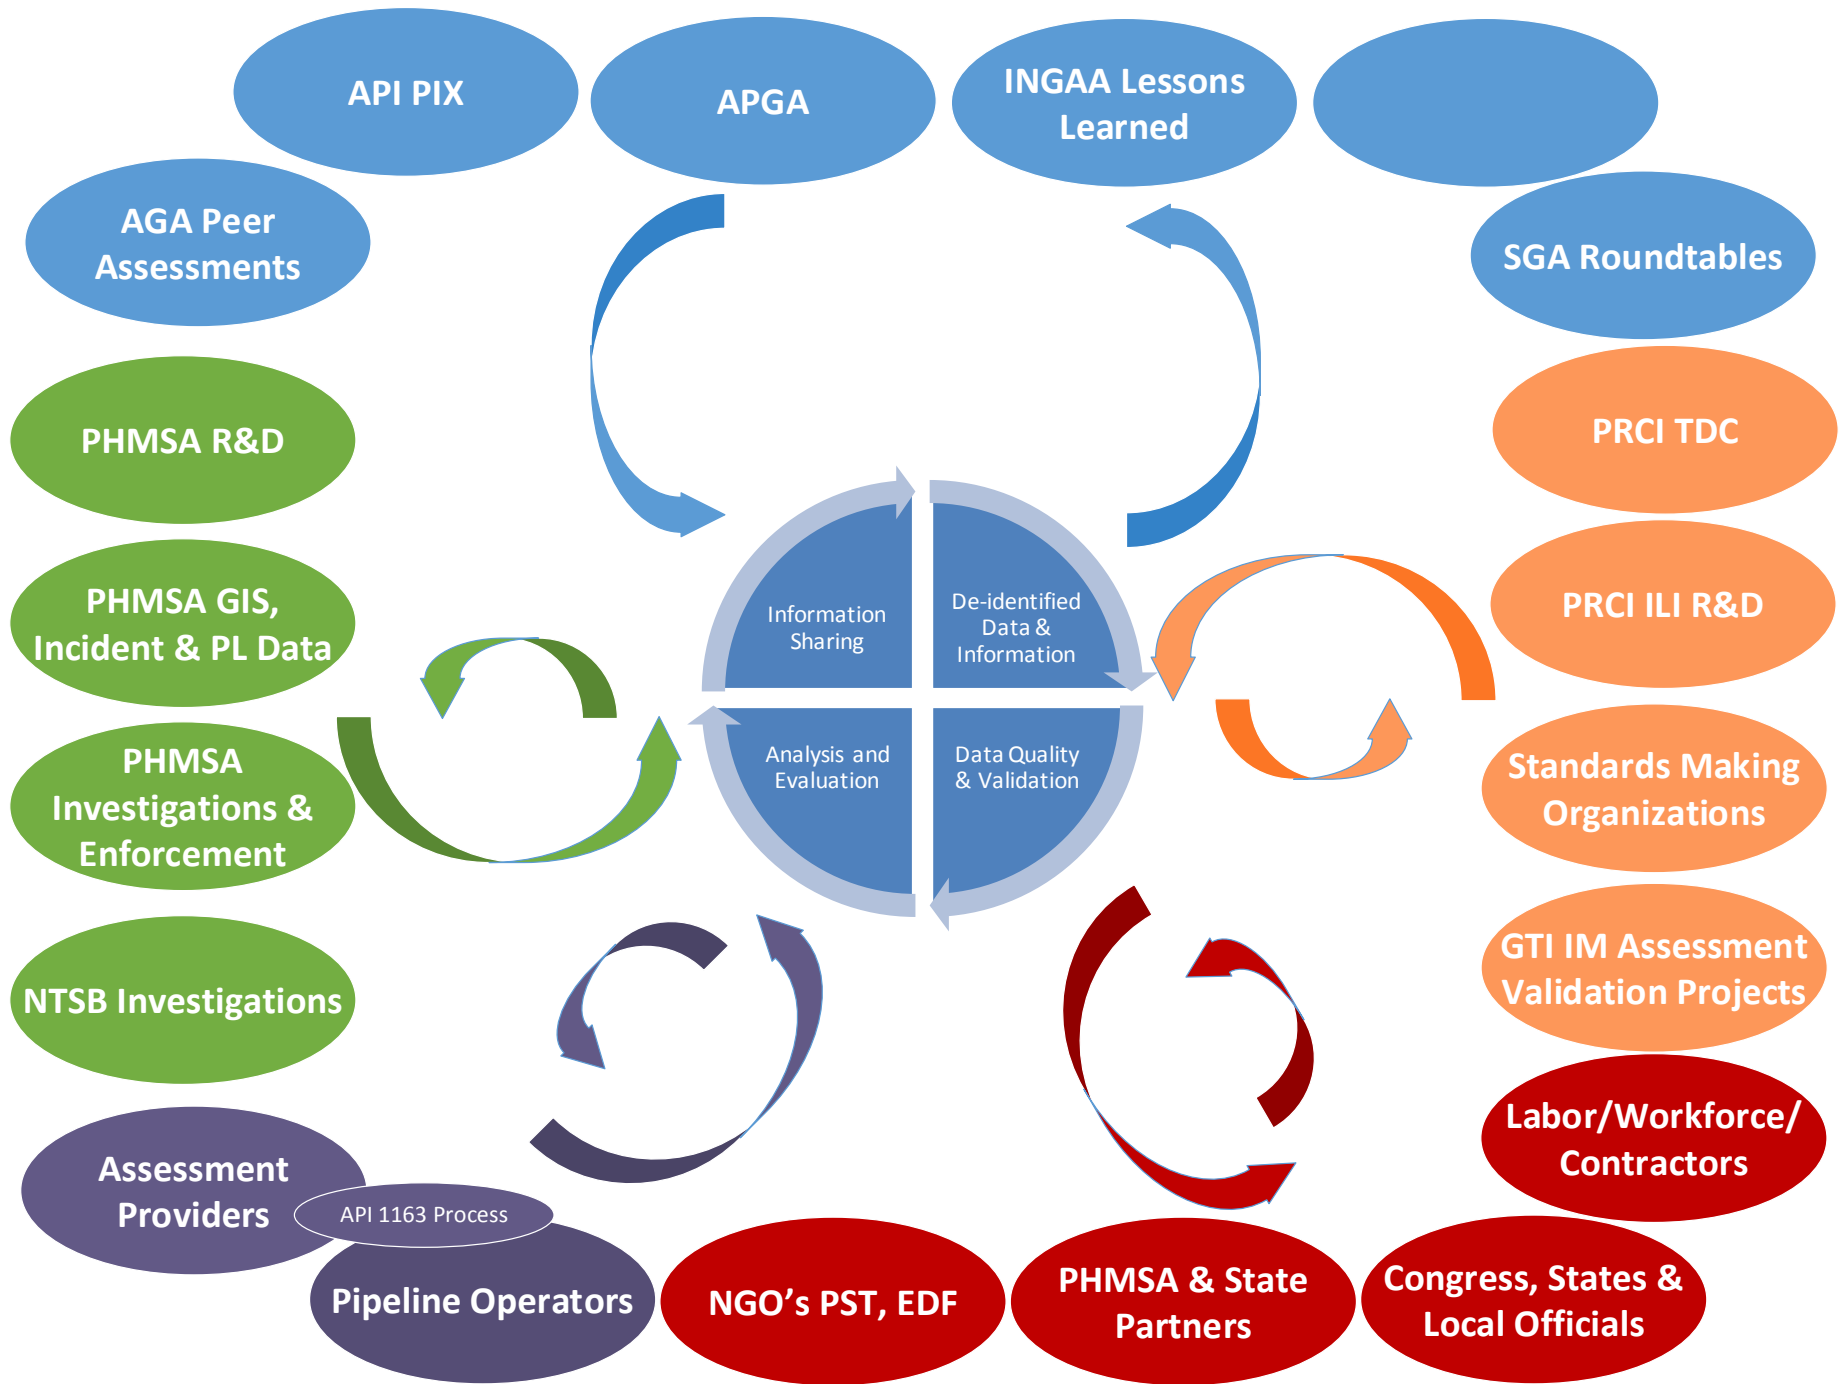 API PIX
APGA
INGAA Lessons
Learned
AGA Peer
Assessments
SGA Roundtables
PHMSA R&D
PRCI TDC
PHMSA GIS,
Incident & PL Data
PRCI ILI R&D
Information
Sharing
De-identified
Data &
Information
Analysis and
Evaluation
Data Quality
& Validation
PHMSA
Investigations &
Enforcement
Standards Making
Organizations
NTSB Investigations
GTI IM Assessment
Validation Projects
Assessment
Providers
API 1163 Process
Labor/Workforce/
Contractors
Pipeline Operators
NGO’s PST, EDF
PHMSA & State
Partners
Congress, States &
Local Officials